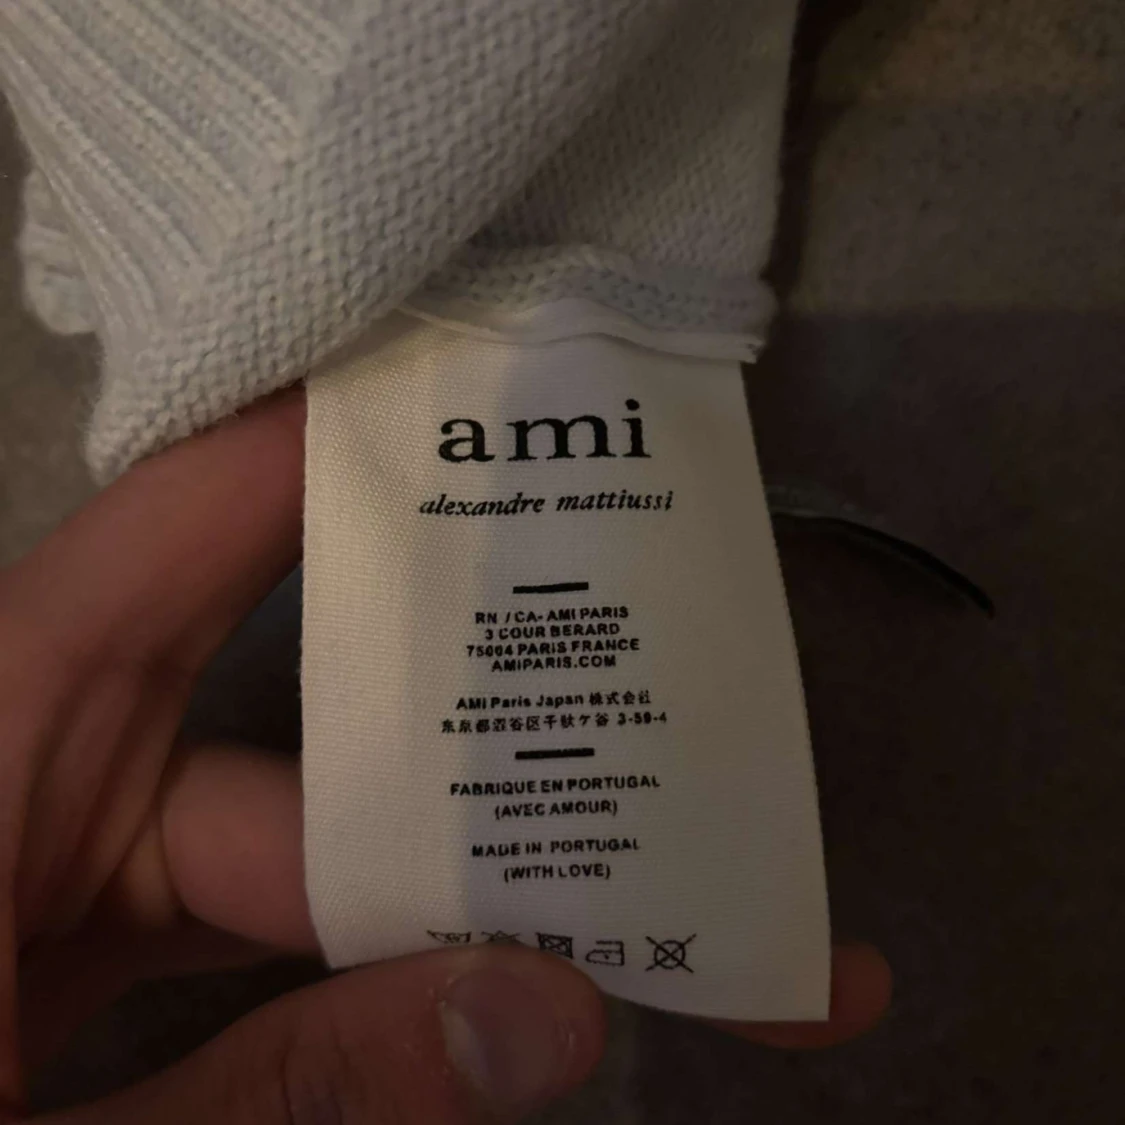 ami
alexandre mattiussi
RN / CA- AMI PARIS
3 COUR BERARD
75004 PARIS FRANCE
AMIPARIS.COM
AMI Paris Japan 株式会社
东京都涩谷区千駄ケ谷 3-59-4
FABRIQUE EN PORTUGAL
(AVEC AMOUR)
MADE IN PORTUGAL
(WITH LOVE)